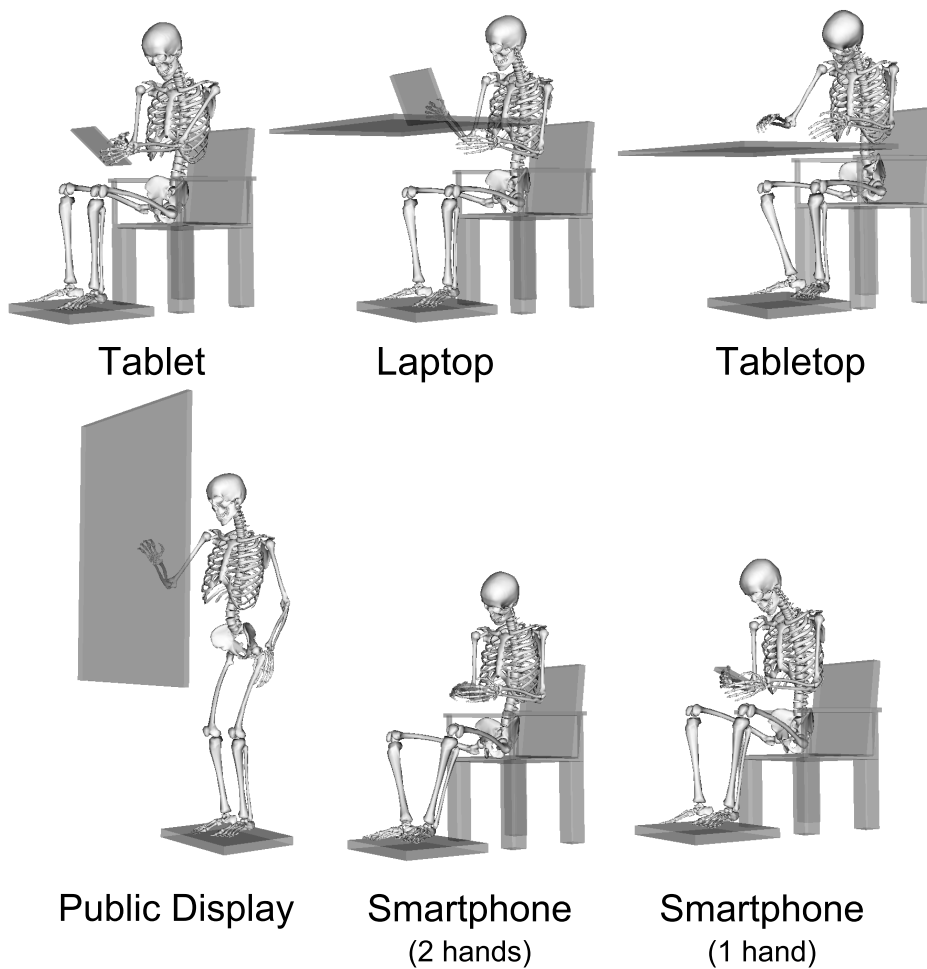 Tablet
Laptop
Tabletop
Public Display
Smartphone
(2 hands)
Smartphone
(1 hand)